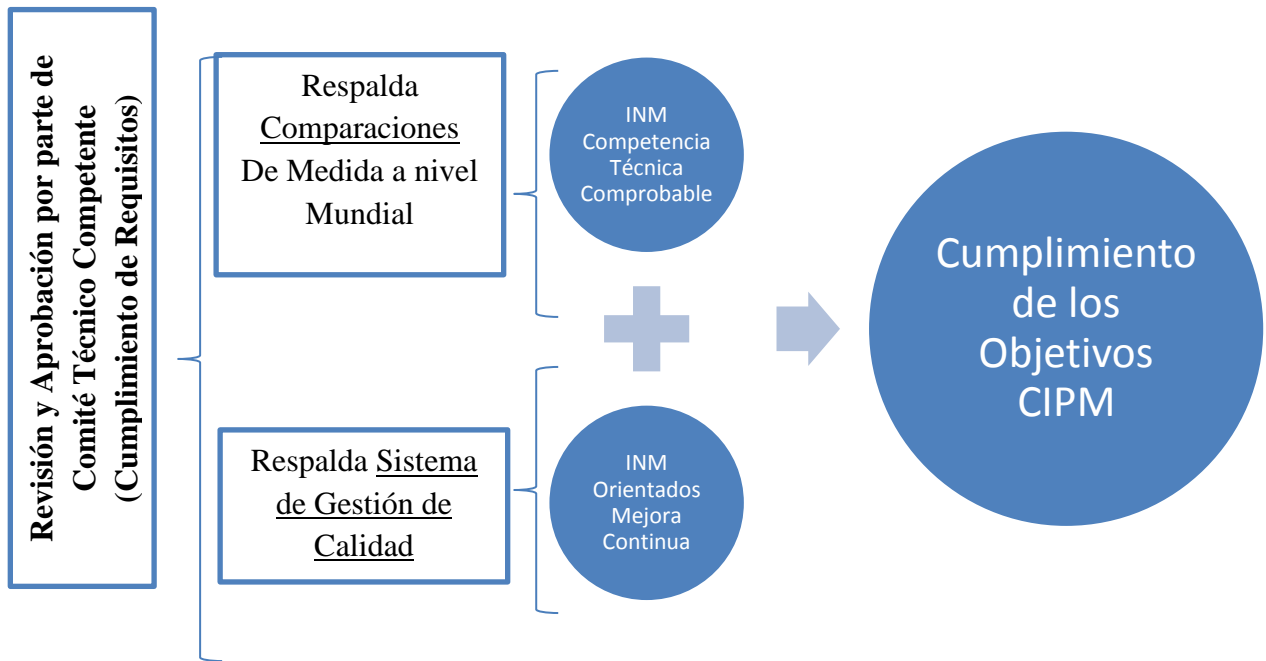 Revisión y Aprobación por parte de
Comité Técnico Competente
(Cumplimiento de Requisitos)
Respalda
Comparaciones
De Medida a nivel
Mundial
INM
Competencia
Técnica
Comprobable
Respalda Sistema
de Gestión de
Calidad
INM
Orientados
Mejora
Continua
Cumplimiento
de los
Objetivos
CIPM